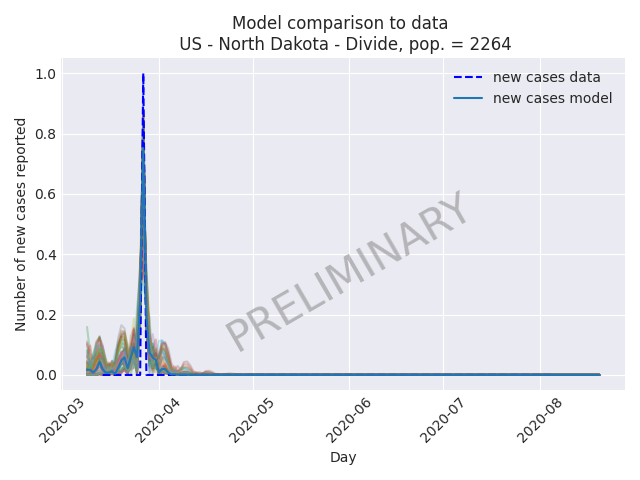 Model comparison to data
US - North Dakota - Divide, pop. = 2264
new cases data
new cases model
Number of new cases reported
1.0
0.8
0.6
0.4
0.2
0.0
PRELIMINARY
2020-03
2020-04
2020-05
2020-06
2020-07
2020-08
Day